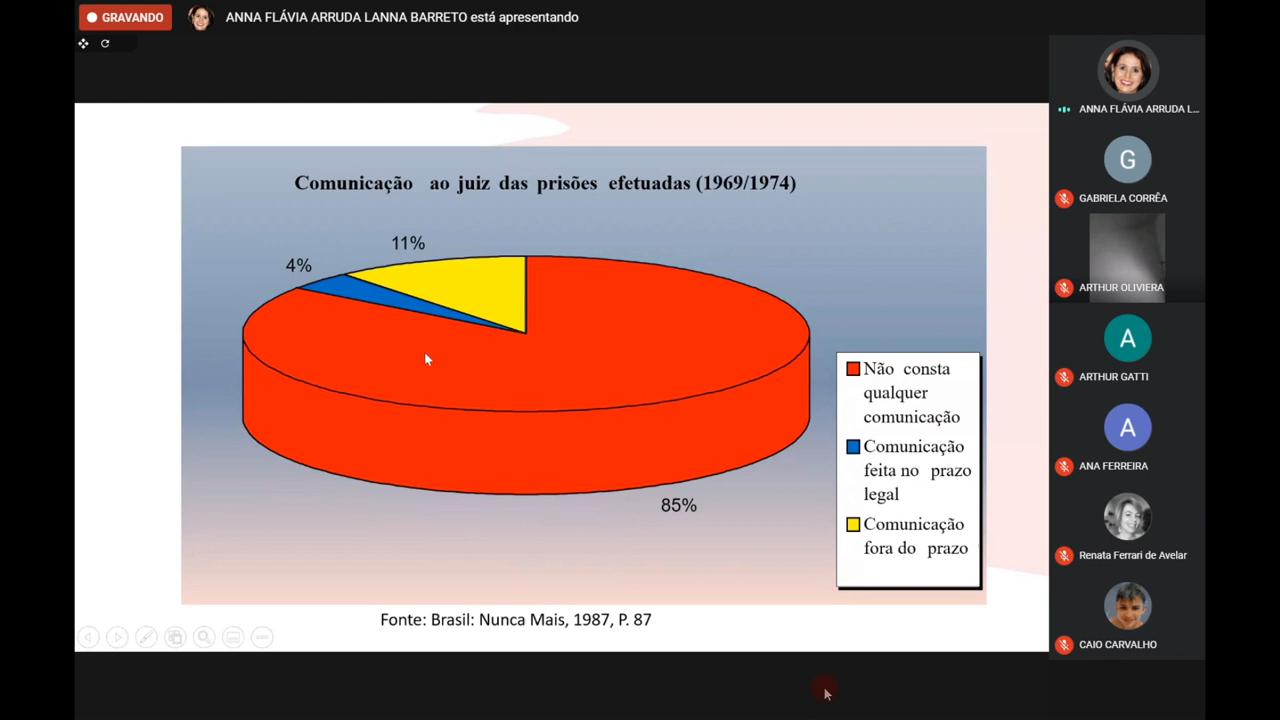 GRAVANDO
ANNA FLÁVIA ARRUDA LANNA BARRETO está apresentando
ANNA FLÁVIA ARRUDA L...
G
GABRIELA CORRÊA
ARTHUR OLIVIERA
A
ARTHUR GATTI
A
ANA FERREIRA
Renata Ferrari de Avelar
CAIO CARVALHO
Comunicação ao juiz das prisões efetuadas (1969/1974)
11%
4%
85%
Não consta
qualquer
comunicação
Comunicação
feita no prazo
legal
Comunicação
fora do prazo
Fonte: Brasil: Nunca Mais, 1987, P. 87